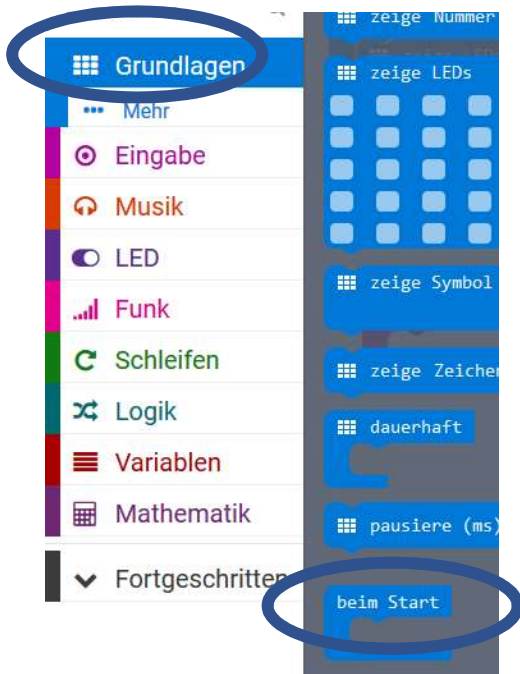 Grundlagen
Mehr
Eingabe
Musik
LED
Funk
Schleifen
Logik
Variablen
Mathematik
Fortgeschritten
zeige Nummer
zeige LEDs
zeige Symbol
zeige Zeichen
dauerhaft
pausiere (ms)
beim Start